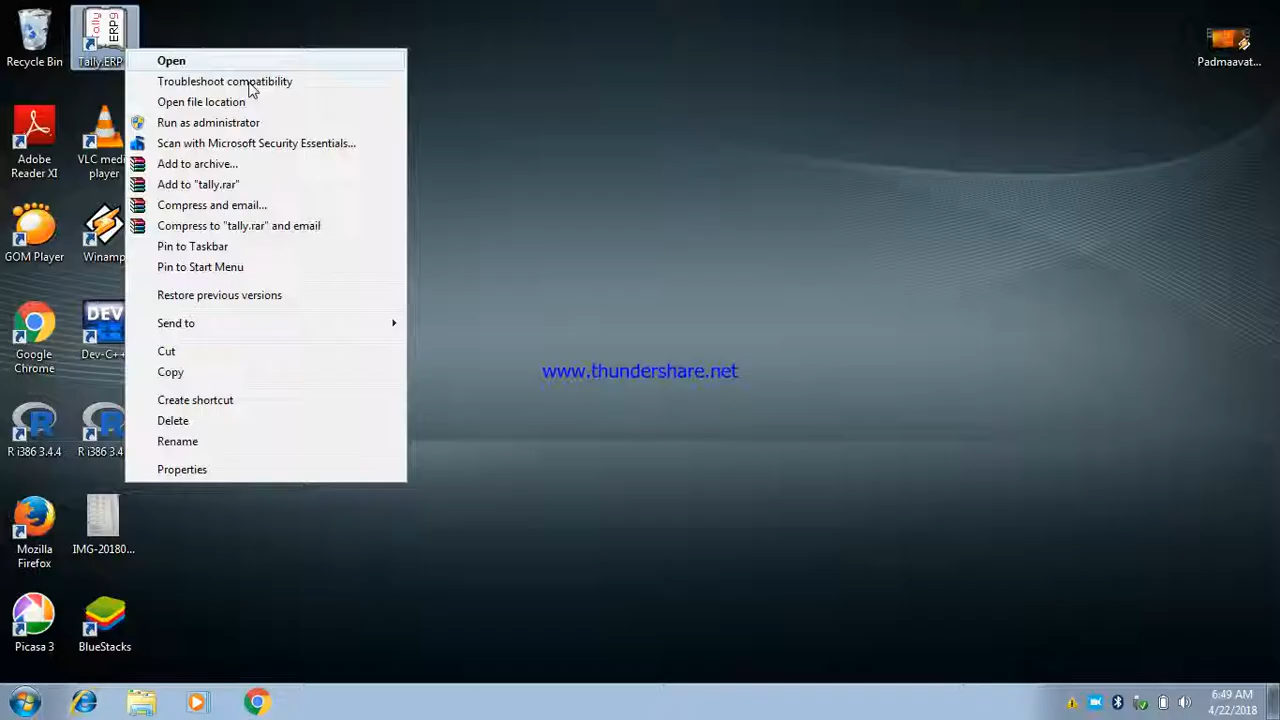 Recycle Bin
Tally ERP9
Tally.ERP
Padmaavat...
Open
Troubleshoot compatibility
Open file location
Run as administrator
Scan with Microsoft Security Essentials...
Add to archive...
Add to "tally.rar"
Compress and email...
Compress to "tally.rar" and email
Pin to Taskbar
Pin to Start Menu
Restore previous versions
Send to
Cut
Copy
Create shortcut
Delete
Rename
Properties
Adobe
Reader XI
VLC medi
player
GOM Player
Winamp
Google
Chrome
DEV
Dev-C++
R i386 3.4.4
R i386 3.4
Mozilla
Firefox
IMG-20180...
Picasa 3
BlueStacks
www.thundershare.net
6:49 AM
4/22/2018